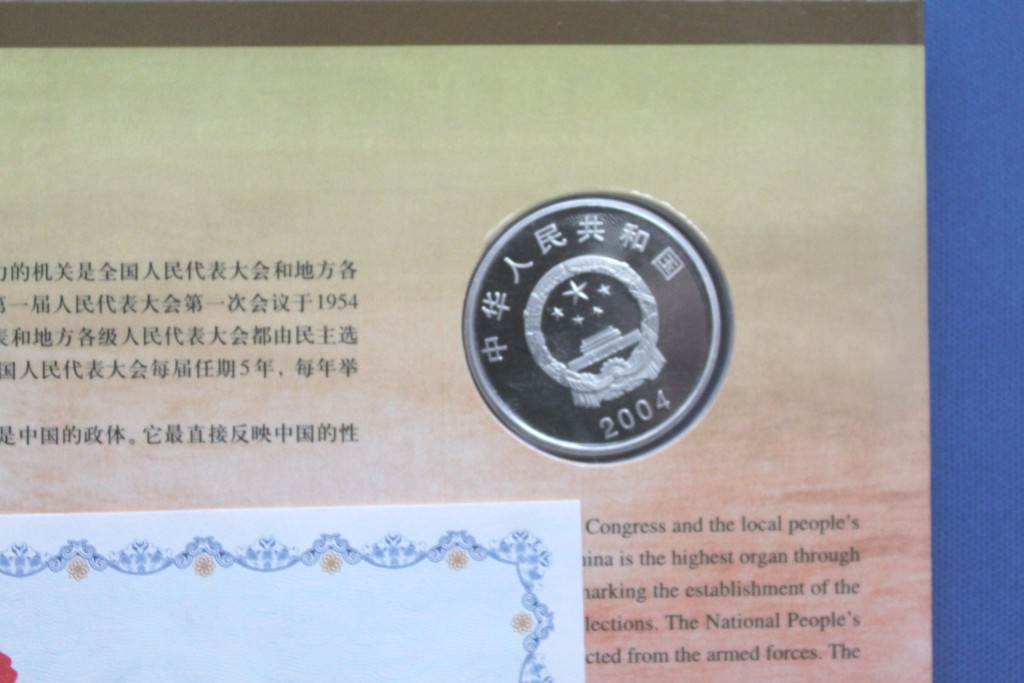 中华人民共和国
2004
的机关是全国人民代表大会和地方各
一届人民代表大会第一次会议于1954
和地方各级人民代表大会都由民主选
国人民代表大会每届任期5年，每年举
是中国的政体。它最直接反映中国的性
Congress and the local people's
is the highest organ through
the establishment of the
The National People's
from the armed forces. The